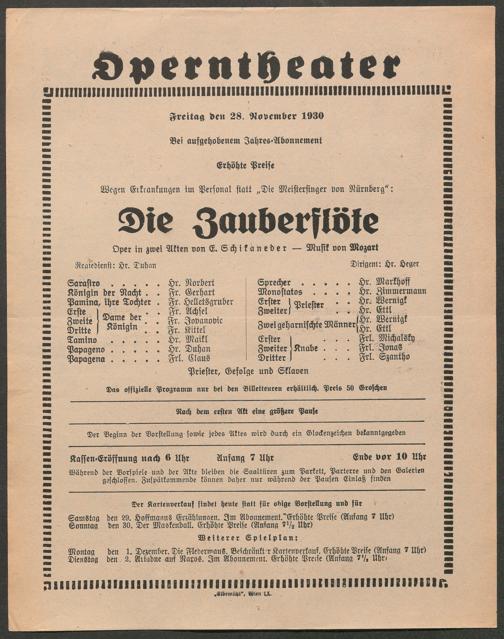 Operntheater
Freitag den 28. November 1930
Bei aufgehobenem Jahres-Abonnement
Erhöhte Preise
Wegen Erkrankungen im Personal statt „Die Meistersinger von Nürnberg“:
Die Zauberflöte
Oper in zwei Akten von E. Schikaneder — Musik von Mozart
Regiedienst: Hr. Duhan
Dirigent: Hr. Heger
Sarastro . . . . . . Hr. Norbert
Königin der Nacht . . Fr. Gerhart
Pamina, ihre Tochter . Fr. Helletsgruber
Erste } Dame der Königin . Fr. Achsel
Zweite } Fr. Jovanovic
Dritte } Fr. Kittel
Tamino . . . . . . Hr. Maikl
Papageno . . . . . Hr. Duhan
Papagena . . . . . Frl. Claus
Sprecher . . . . . Hr. Markhoff
Monostatos . . . . . Hr. Zimmermann
Erster } Priester . . . Hr. Wernigk
Zweiter } Hr. Ettl
Zwei geharnischte Männer { Hr. Wernigk
Hr. Ettl
Erster } Frl. Michalsky
Zweiter } Knabe . . . Frl. Jonas
Dritter } Frl. Szantho
Priester, Gefolge und Sklaven
Das offizielle Programm nur bei den Billetteuren erhältlich. Preis 50 Groschen
Nach dem ersten Akt eine größere Pause
Der Beginn der Vorstellung sowie jedes Aktes wird durch ein Glockenzeichen bekanntgegeben
Kassen-Eröffnung nach 6 Uhr Anfang 7 Uhr Ende vor 10 Uhr
Während der Vorspiele und der Akte bleiben die Saaltüren zum Parkett, Parterre und den Galerien
geschlossen. Zuspätkommende können daher nur während der Pausen Einlaß finden
Der Kartenverkauf findet heute statt für obige Vorstellung und für
Samstag den 29. Hoffmanns Erzählungen. Im Abonnement. Erhöhte Preise (Anfang 7 Uhr)
Sonntag den 30. Der Maskenball. Erhöhte Preise (Anfang 7½ Uhr)
Weiterer Spielplan:
Montag den 1. Dezember. Die Fledermaus. Beschränkter Kartenverkauf. Erhöhte Preise (Anfang 7 Uhr)
Dienstag den 2. Ariadne auf Naxos. Im Abonnement. Erhöhte Preise (Anfang 7½ Uhr)
„Elbemühl“, Wien IX.